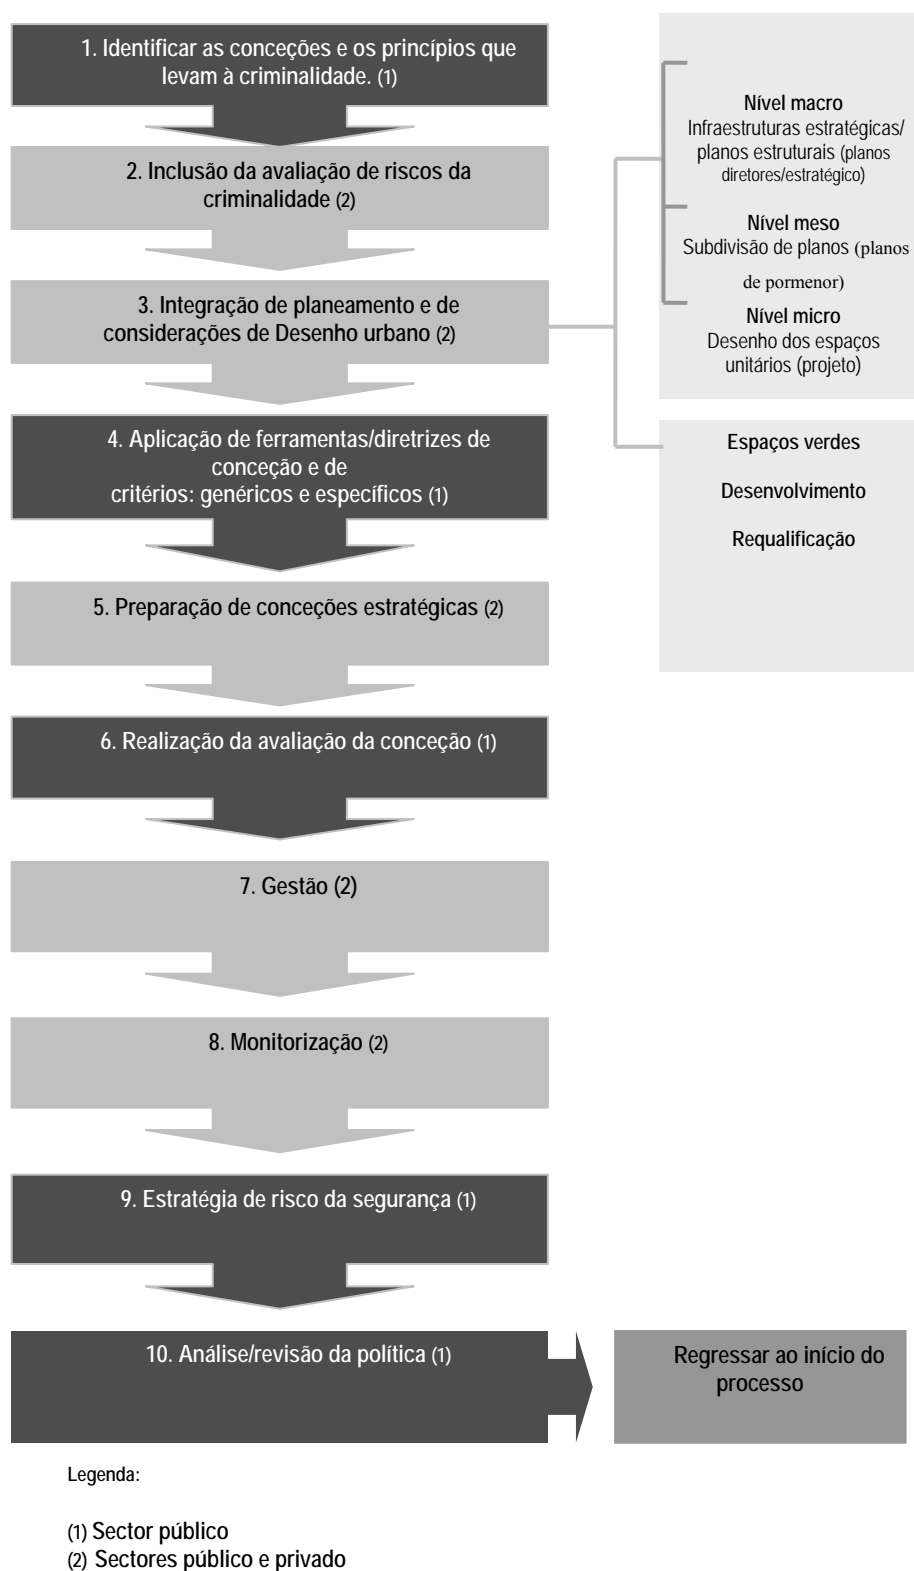 1. Identificar as conceções e os princípios que
levam à criminalidade. (1)
2. Inclusão da avaliação de riscos da
criminalidade (2)
3. Integração de planeamento e de
considerações de Desenho urbano (2)
Nível macro
Infraestruturas estratégicas/
planos estruturais (planos
diretores/estratégico)
Nível meso
Subdivisão de planos (planos
de pormenor)
Nível micro
Desenho dos espaços
unitários (projeto)
Espaços verdes
Desenvolvimento
Requalificação
4. Aplicação de ferramentas/diretrizes de
conceção e de
critérios: genéricos e específicos (1)
5. Preparação de conceções estratégicas (2)
6. Realização da avaliação da conceção (1)
7. Gestão (2)
8. Monitorização (2)
9. Estratégia de risco da segurança (1)
10. Análise/revisão da política (1)
Regressar ao início do
processo
Legenda:
(1) Sector público
(2) Sectores público e privado